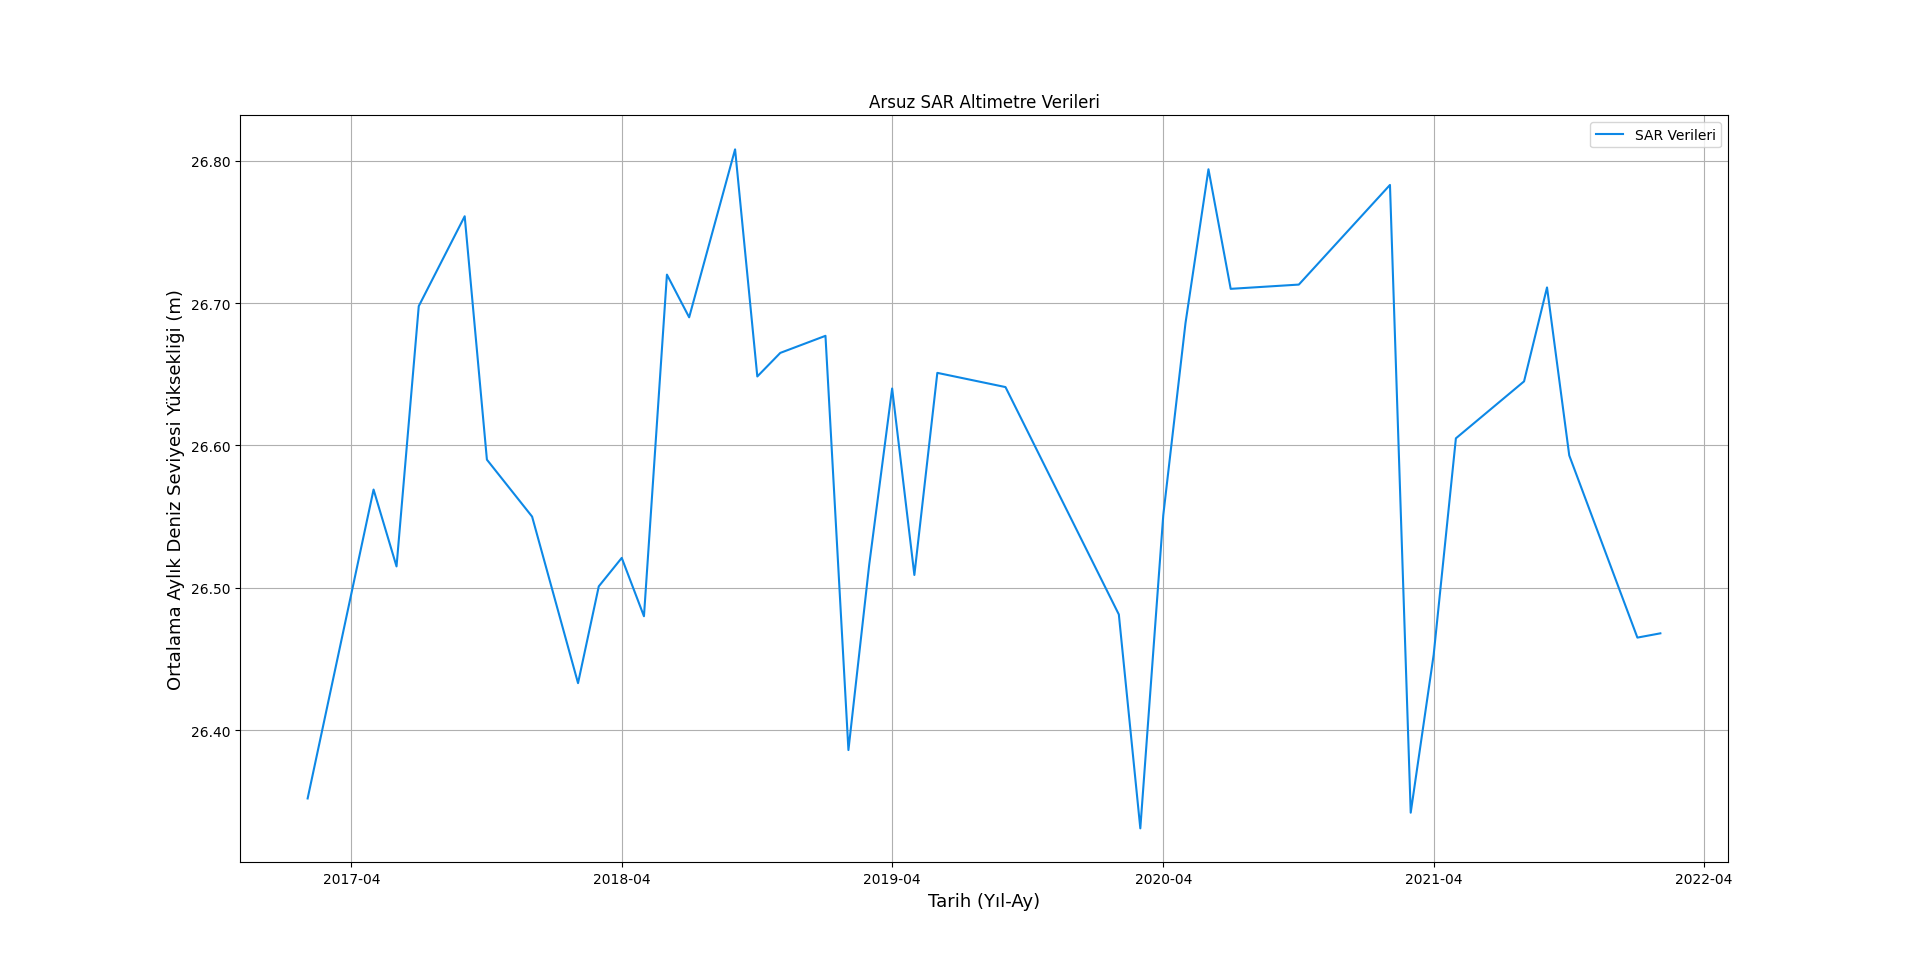 Arsuz SAR Altimetre Verileri
SAR Verileri
Ortalama Aylık Deniz Seviyesi Yüksekliği (m)
26.80
26.70
26.60
26.50
26.40
2017-04
2018-04
2019-04
2020-04
2021-04
2022-04
Tarih (Yıl-Ay)